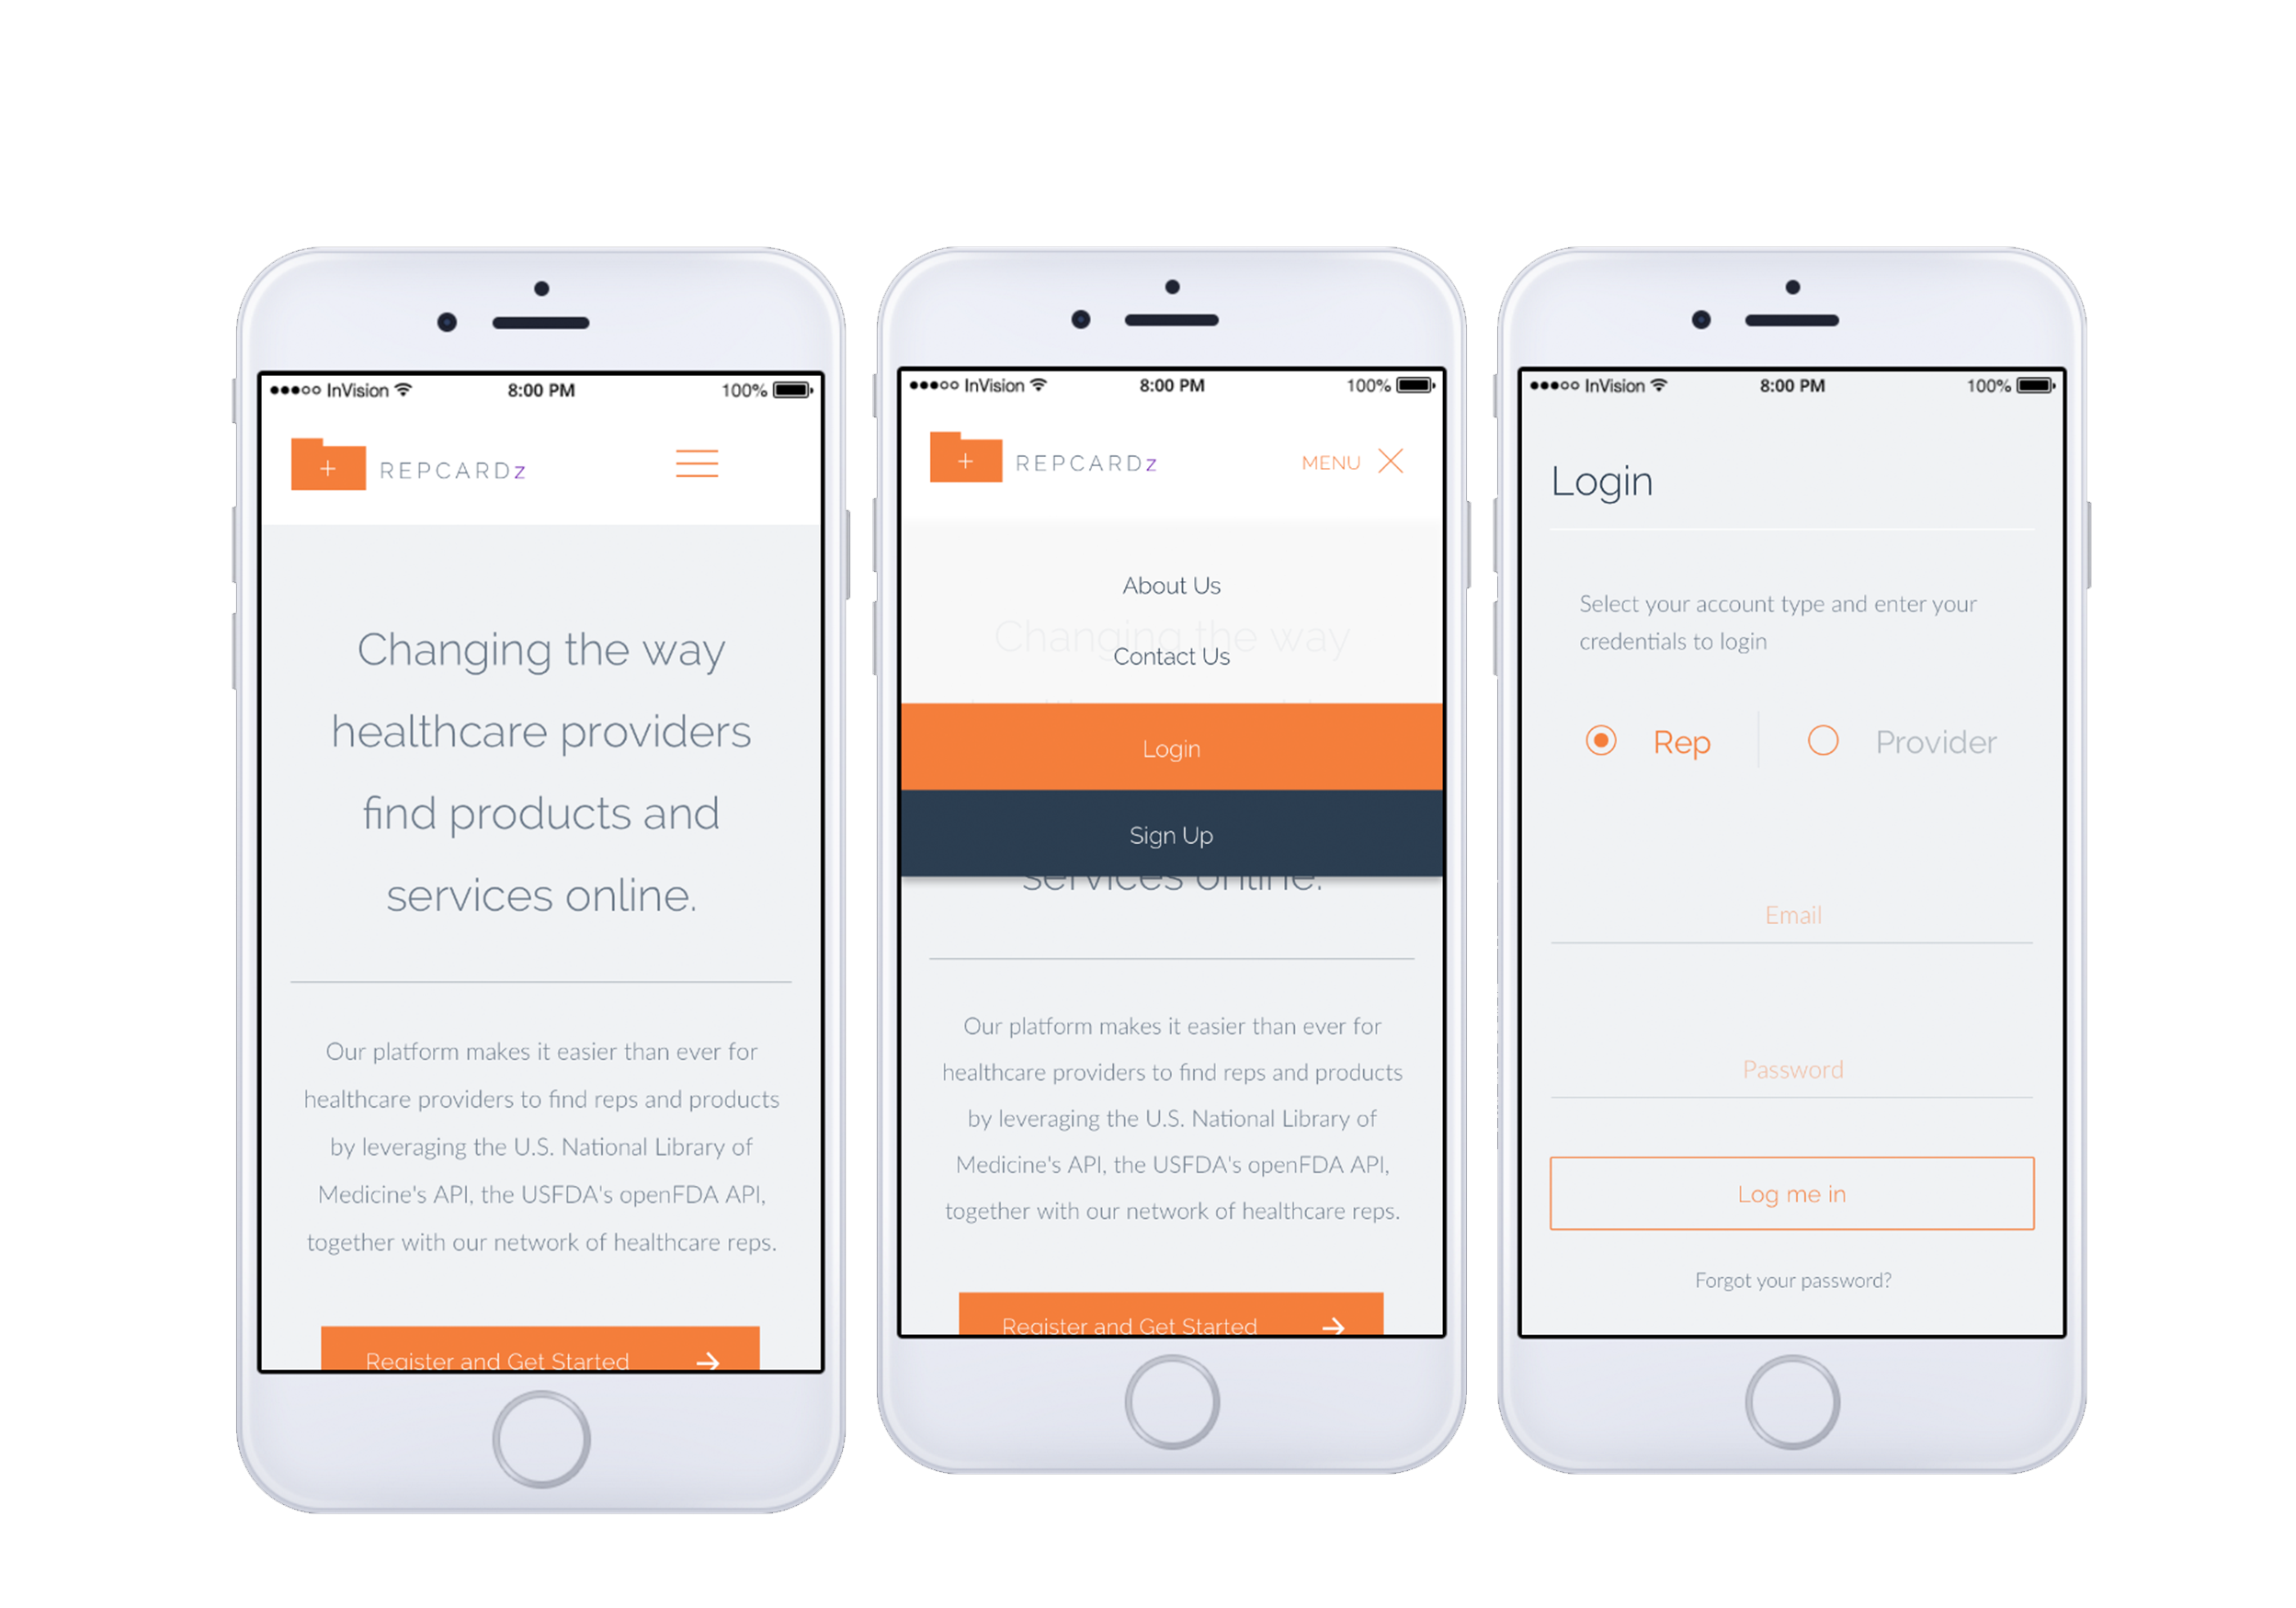 InVision 8:00 PM 100%
REPCARDz
Changing the way
healthcare providers
find products and
services online.
Our platform makes it easier than ever for
healthcare providers to find reps and products
by leveraging the U.S. National Library of
Medicine's API, the USFDA's openFDA API,
together with our network of healthcare reps.
Register and Get Started
InVision 8:00 PM 100%
REPCARDz MENU
About Us
Changing the way
Contact Us
Login
Sign Up
services online.
Our platform makes it easier than ever for
healthcare providers to find reps and products
by leveraging the U.S. National Library of
Medicine's API, the USFDA's openFDA API,
together with our network of healthcare reps.
Register and Get Started
InVision 8:00 PM 100%
Login
Select your account type and enter your
credentials to login
Rep Provider
Email
Password
Log me in
Forgot your password?